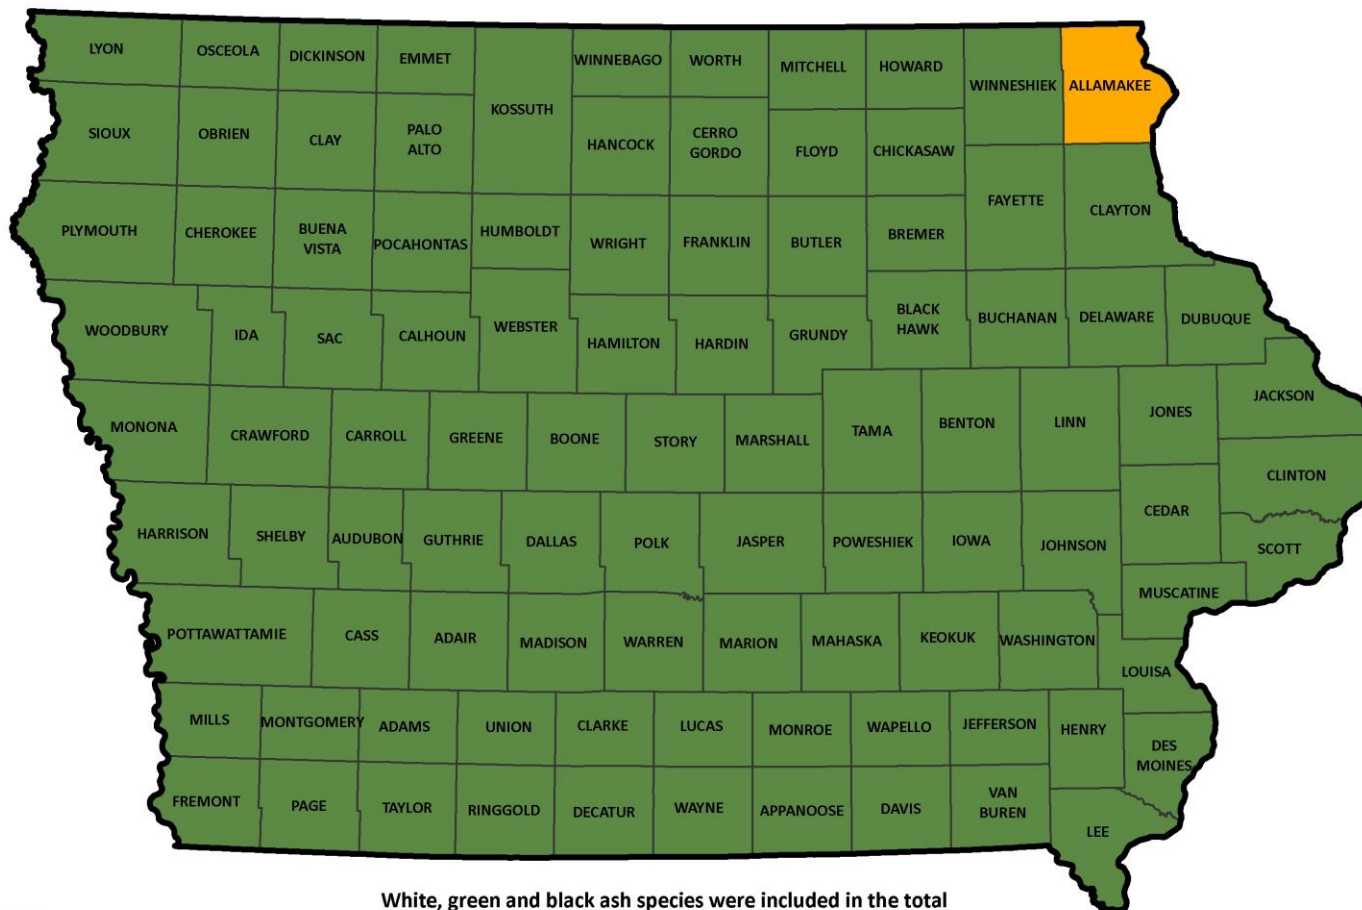 LYON
OSCEOLA
DICKINSON
EMMET
KOSSUTH
WINNEBAGO
WORTH
MITCHELL
HOWARD
WINNESHIEK
ALLAMAKEE
SIOUX
OBRIEN
CLAY
PALO
ALTO
HANCOCK
CERRO
GORDO
FLOYD
CHICKASAW
FAYETTE
CLAYTON
PLYMOUTH
CHEROKEE
BUENA
VISTA
POCAHONTAS
HUMBOLDT
WRIGHT
FRANKLIN
BUTLER
BREMER
WOODBURY
IDA
SAC
CALHOUN
WEBSTER
HAMILTON
HARDIN
GRUNDY
BLACK
HAWK
BUCHANAN
DELAWARE
DUBUQUE
MONONA
CRAWFORD
CARROLL
GREENE
BOONE
STORY
MARSHALL
TAMA
BENTON
LINN
JONES
JACKSON
CLINTON
HARRISON
SHELBY
AUDUBON
GUTHRIE
DALLAS
POLK
JASPER
POWESHIEK
IOWA
JOHNSON
CEDAR
SCOTT
MUSCATINE
POTTAWATTAMIE
CASS
ADAIR
MADISON
WARREN
MARION
MAHASKA
KEOKUK
WASHINGTON
LOUISA
MILLS
MONTGOMERY
ADAMS
UNION
CLARKE
LUCAS
MONROE
WAPELLO
JEFFERSON
HENRY
DES
MOINES
FREMONT
PAGE
TAYLOR
RINGGOLD
DECATUR
WAYNE
APPANOOSE
DAVIS
VAN
BUREN
LEE
White, green and black ash species were included in the total